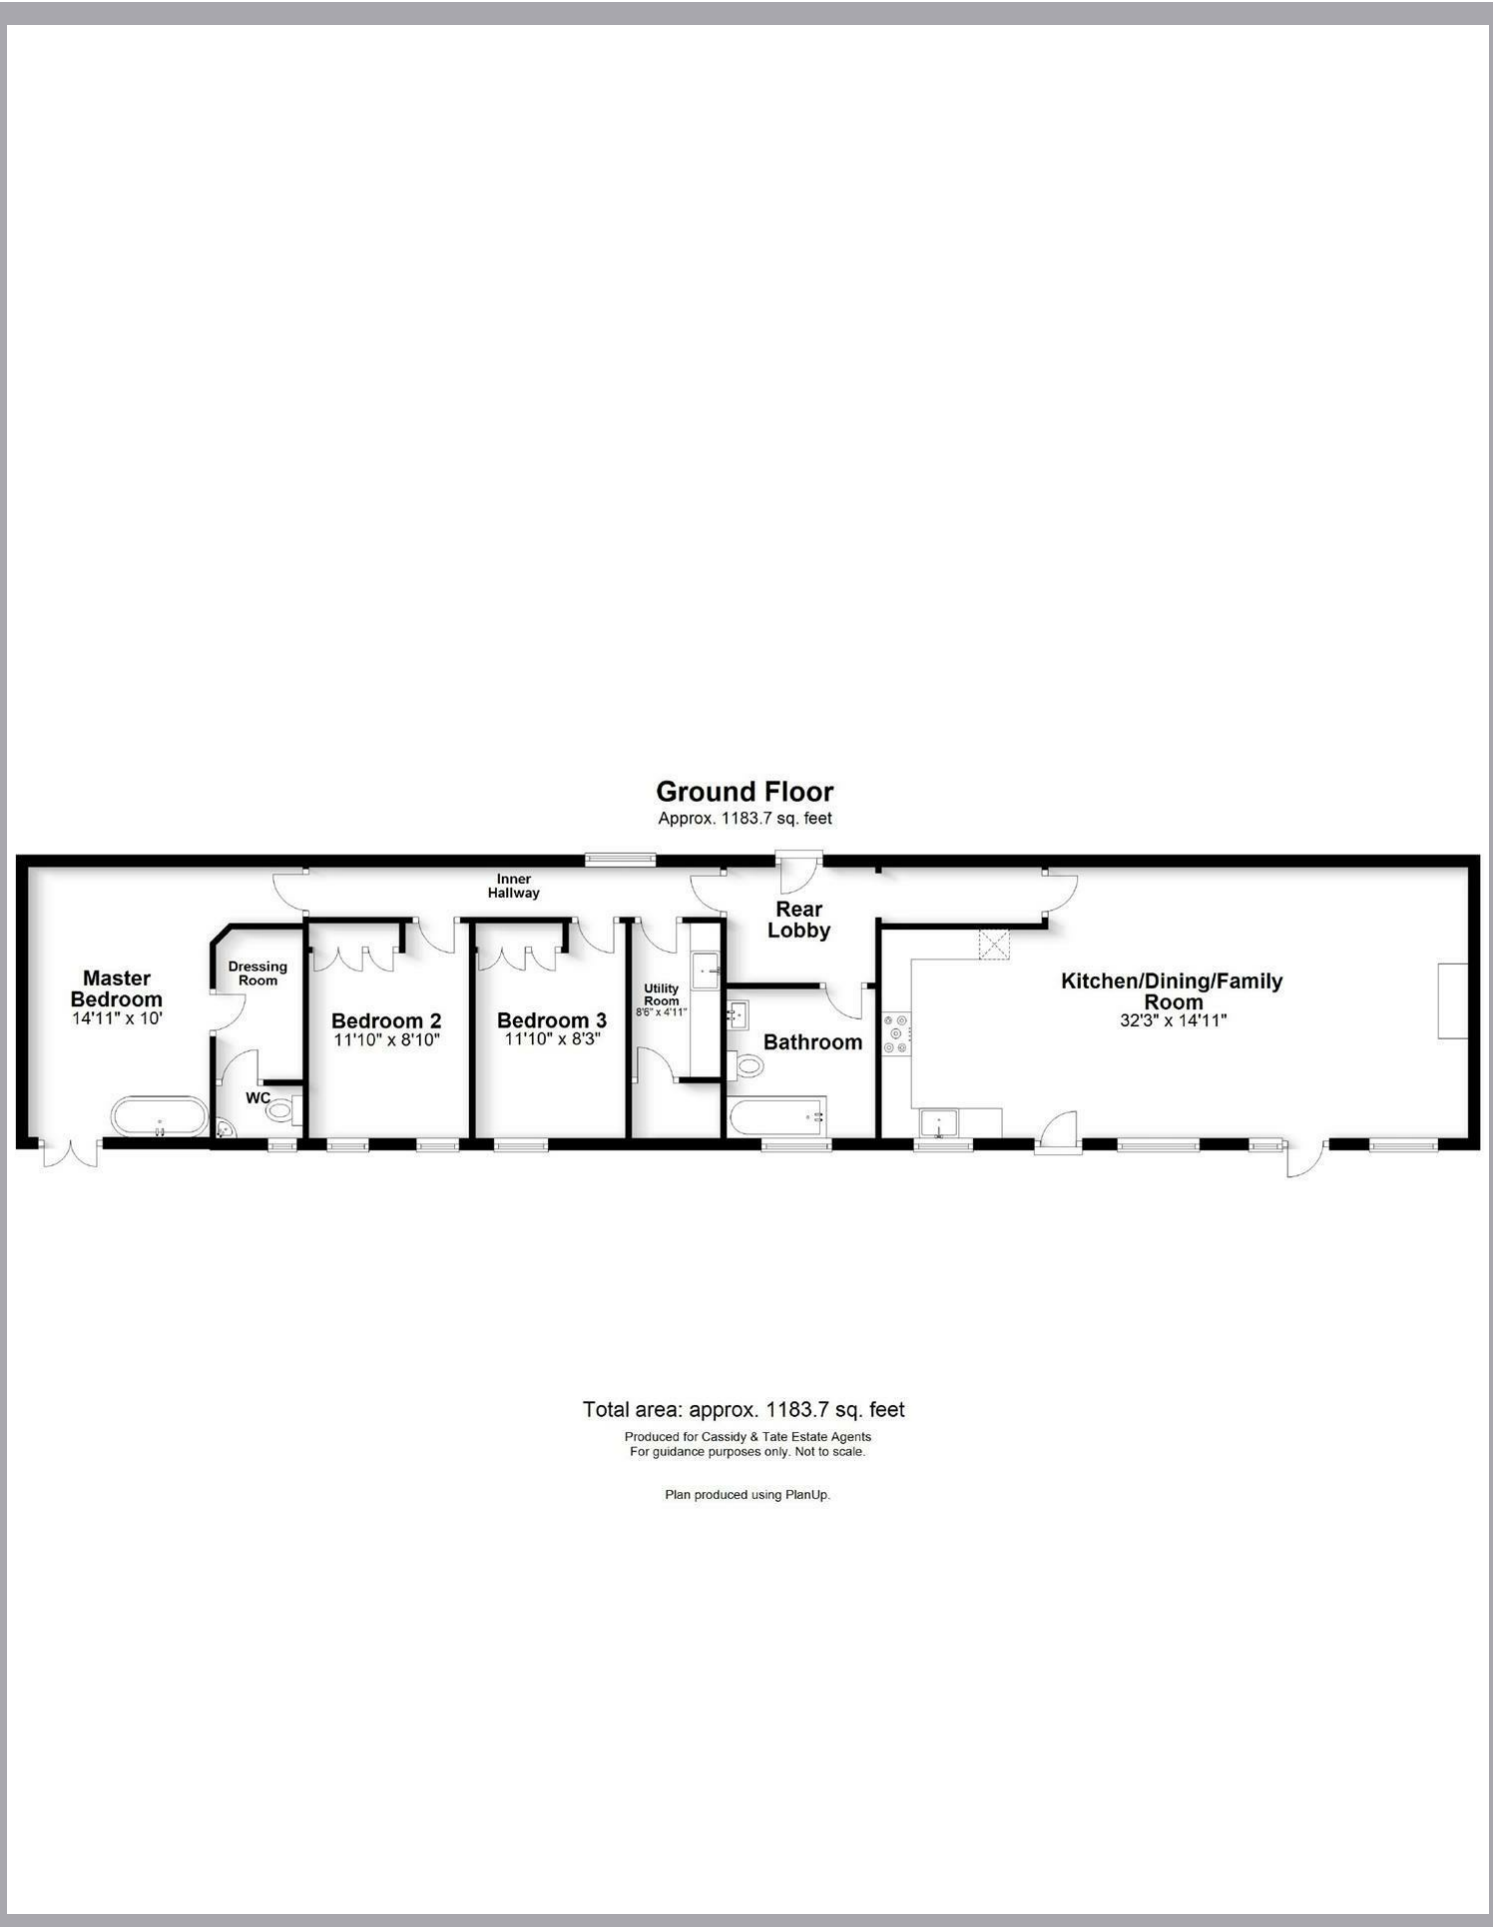 Ground Floor
Approx. 1183.7 sq. feet
Inner
Hallway
Rear
Lobby
Master
Bedroom
14'11" x 10'
Dressing
Room
WC
Bedroom 2
11'10" x 8'10"
Bedroom 3
11'10" x 8'3"
Utility
Room
8'6" x 4'11"
Bathroom
Kitchen/Dining/Family
Room
32'3" x 14'11"
Total area: approx. 1183.7 sq. feet
Produced for Cassidy & Tate Estate Agents
For guidance purposes only. Not to scale.
Plan produced using PlanUp.